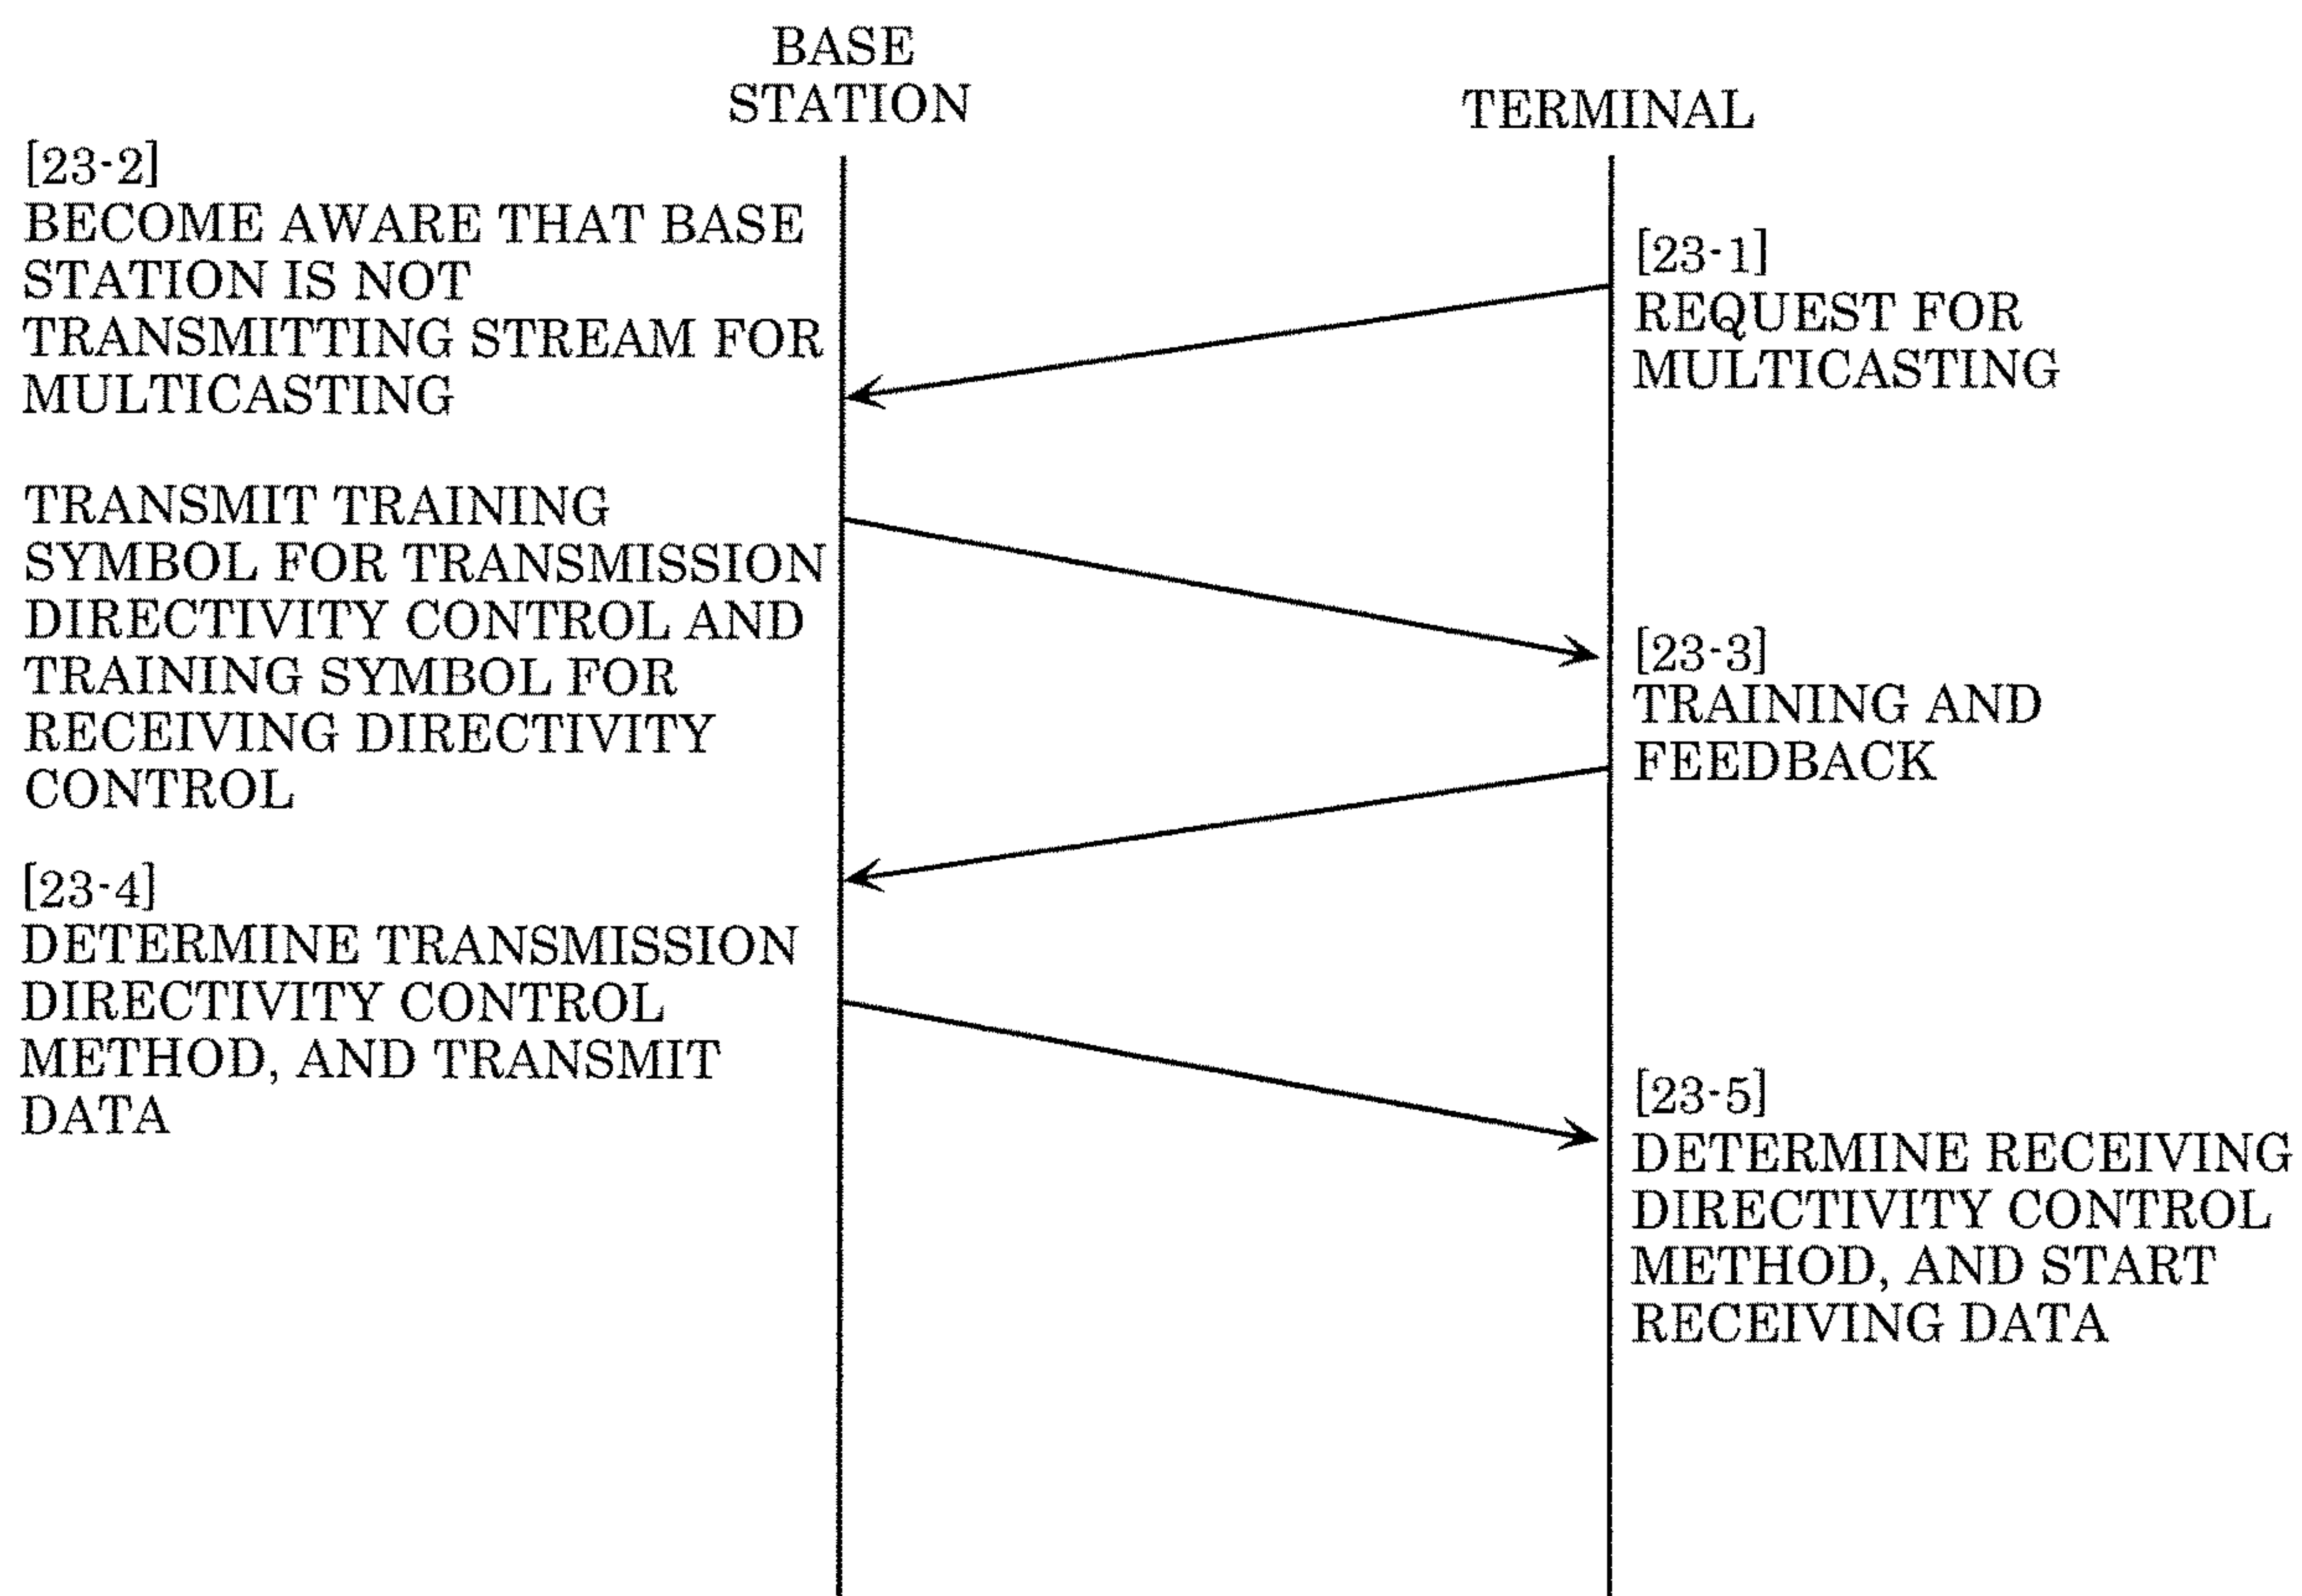 BASE
STATION
TERMINAL
[23-2]
BECOME AWARE THAT BASE
STATION IS NOT
TRANSMITTING STREAM FOR
MULTICASTING
[23-1]
REQUEST FOR
MULTICASTING
TRANSMIT TRAINING
SYMBOL FOR TRANSMISSION
DIRECTIVITY CONTROL AND
TRAINING SYMBOL FOR
RECEIVING DIRECTIVITY
CONTROL
[23-3]
TRAINING AND
FEEDBACK
[23-4]
DETERMINE TRANSMISSION
DIRECTIVITY CONTROL
METHOD, AND TRANSMIT
DATA
[23-5]
DETERMINE RECEIVING
DIRECTIVITY CONTROL
METHOD, AND START
RECEIVING DATA